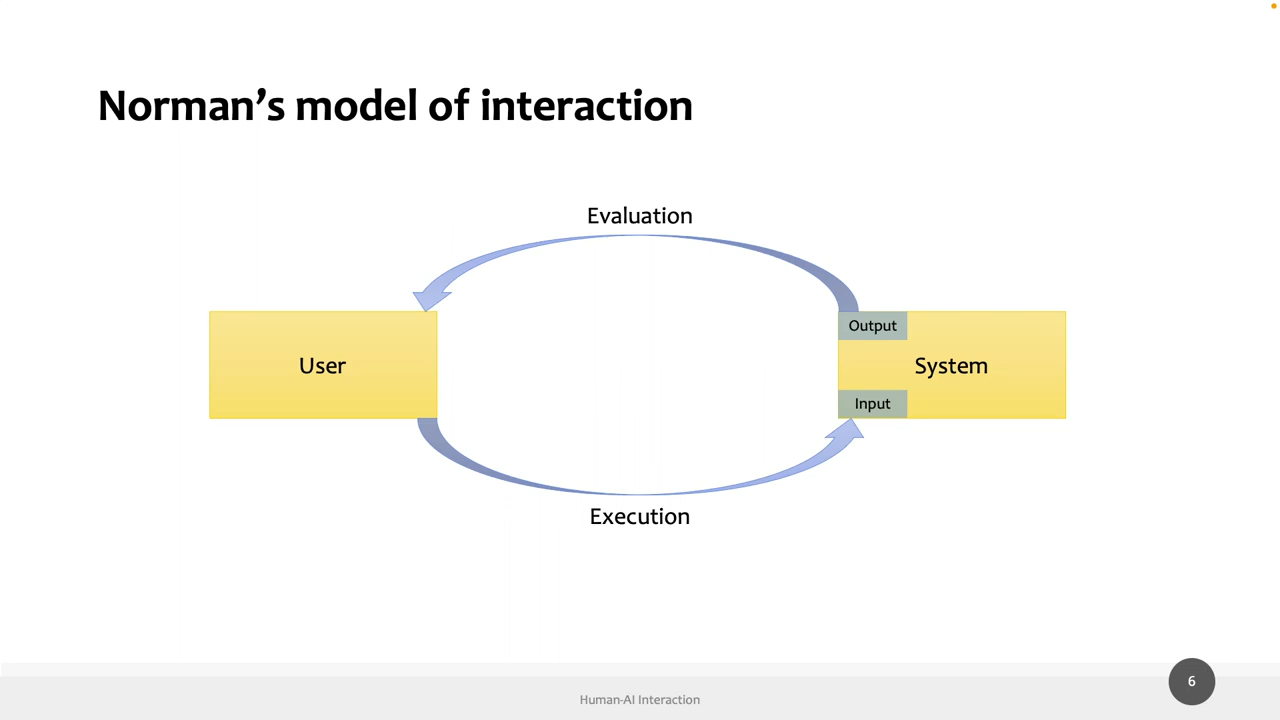 Norman’s model of interaction
Evaluation
User
Output
System
Input
Execution
Human-AI Interaction
6